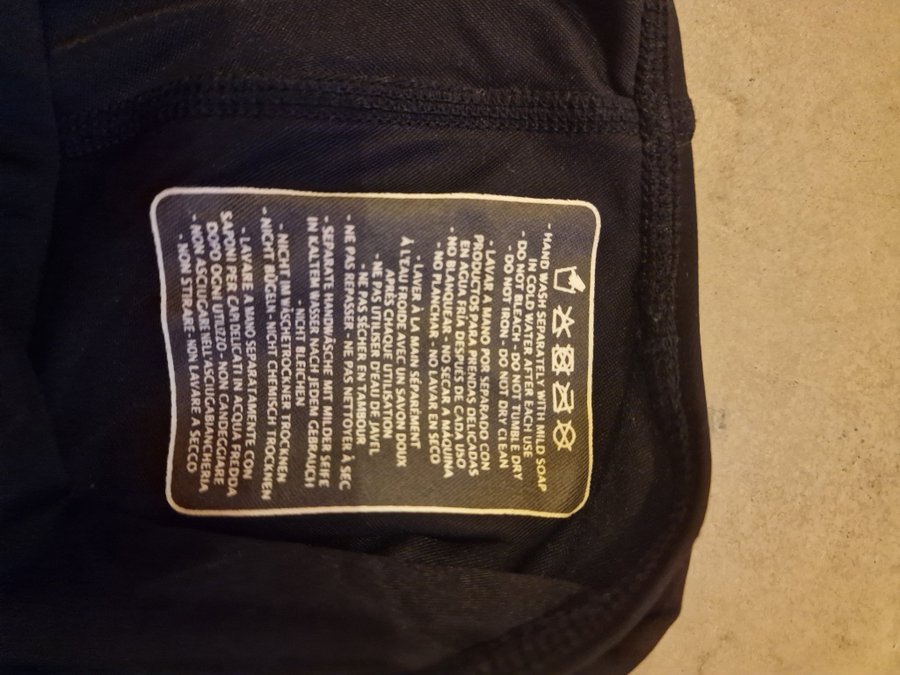 - HAND WASH SEPARATELY WITH MILD SOAP
IN COLD WATER AFTER EACH USE
- DO NOT BLEACH - DO NOT TUMBLE DRY
- DO NOT IRON - DO NOT DRY CLEAN
- LAVAR A MANO POR SEPARADO CON
PRODUCTOS PARA PRENDAS DELICADAS
EN AGUA FRÍA DESPUÉS DE CADA USO
- NO BLANQUEAR - NO SECAR A MÁQUINA
- NO PLANCHAR - NO LAVAR EN SECO
- LAVER À LA MAIN SÉPARÉMENT
À L'EAU FROIDE AVEC UN SAVON DOUX
APRÈS CHAQUE UTILISATION
- NE PAS UTILISER D'EAU DE JAVEL
- NE PAS SÉCHER EN TAMBOUR
- NE PAS REPASSER - NE PAS NETTOYER À SEC
- SEPARATE HANDWÄSCHE MIT MILDER SEIFE
IN KALTEM WASSER NACH JEDEM GEBRAUCH
- NICHT BLEICHEN
- NICHT IM WÄSCHETROCKNER TROCKNEN
- NICHT BÜGELN - NICHT CHEMISCH TROCKNEN
- LAVARE A MANO SEPARATAMENTE CON
SAPONI PER CAPI DELICATI IN ACQUA FREDDA
DOPO OGNI UTILIZZO - NON CANDEGGIARE
- NON ASCIUGARE NELL'ASCIUGABIANCHERIA
- NON STIRARE - NON LAVARE A SECCO